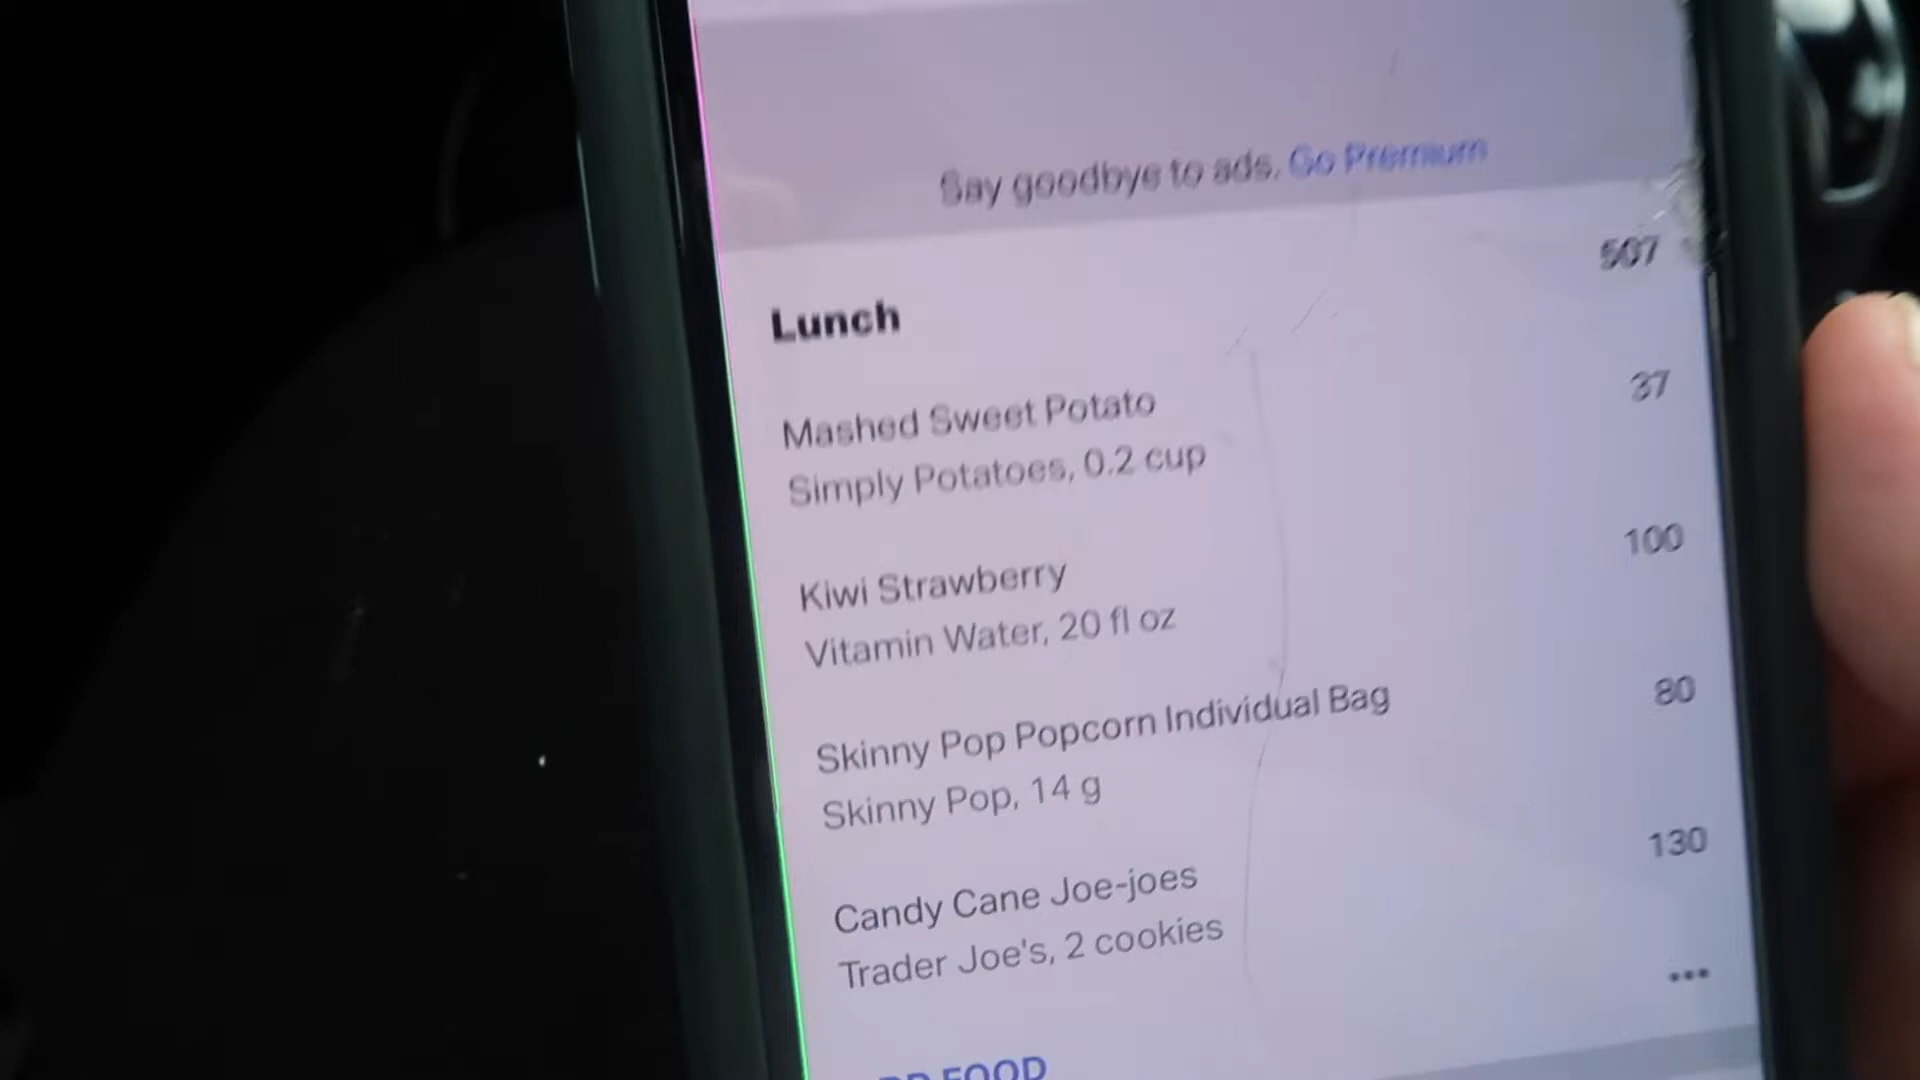 Say goodbye to ads. Go Premium
Lunch 507
Mashed Sweet Potato 37
Simply Potatoes, 0.2 cup
Kiwi Strawberry 100
Vitamin Water, 20 fl oz
Skinny Pop Popcorn Individual Bag 80
Skinny Pop, 14 g
Candy Cane Joe-joes 130
Trader Joe's, 2 cookies
FOOD